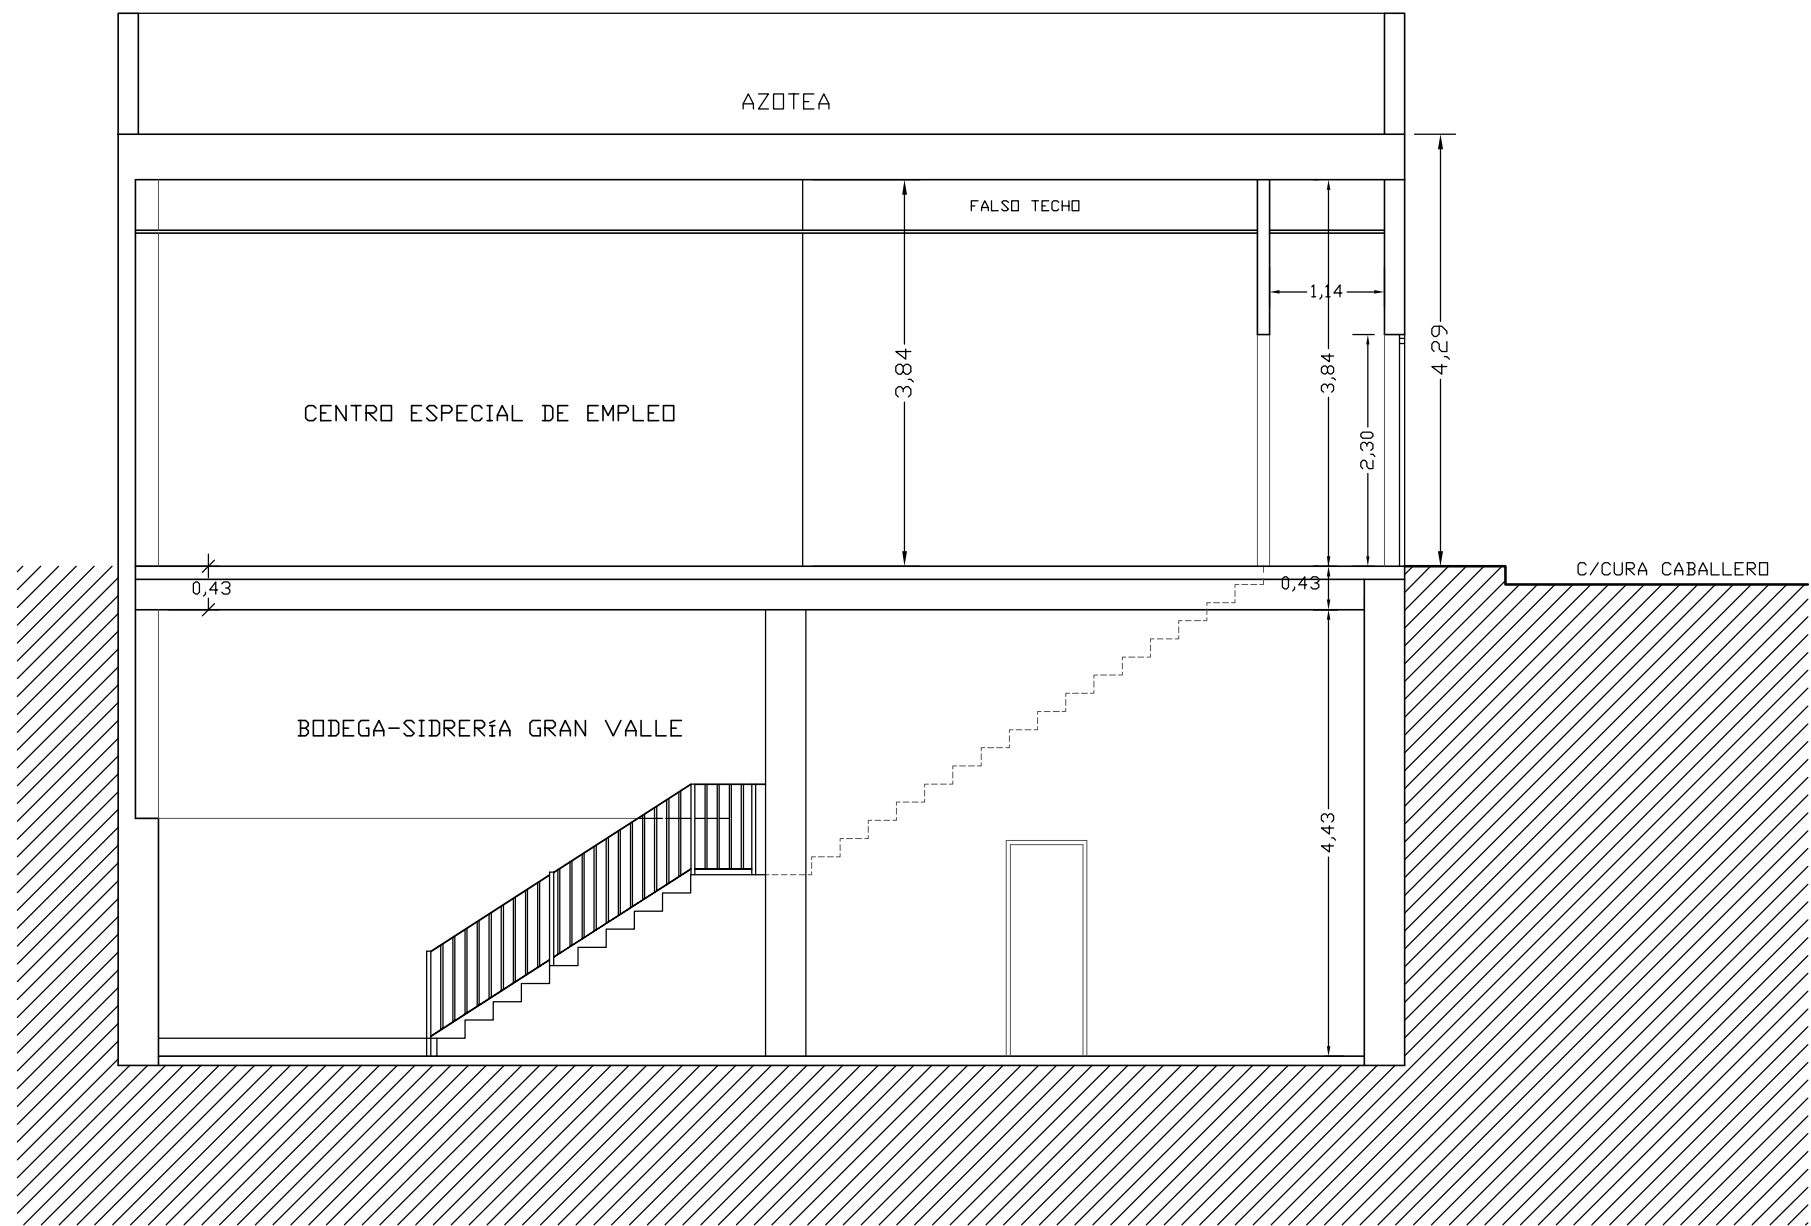 AZOTEA
FALSO TECHO
1,14
4,29
3,84
3,84
CENTRO ESPECIAL DE EMPLEO
2,30
C/CURA CABALLERO
0,43
0,43
BODEGA-SIDRERíA GRAN VALLE
4,43